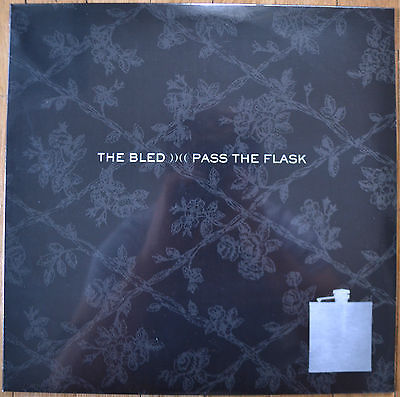 THE BLED ))(( PASS THE FLASK